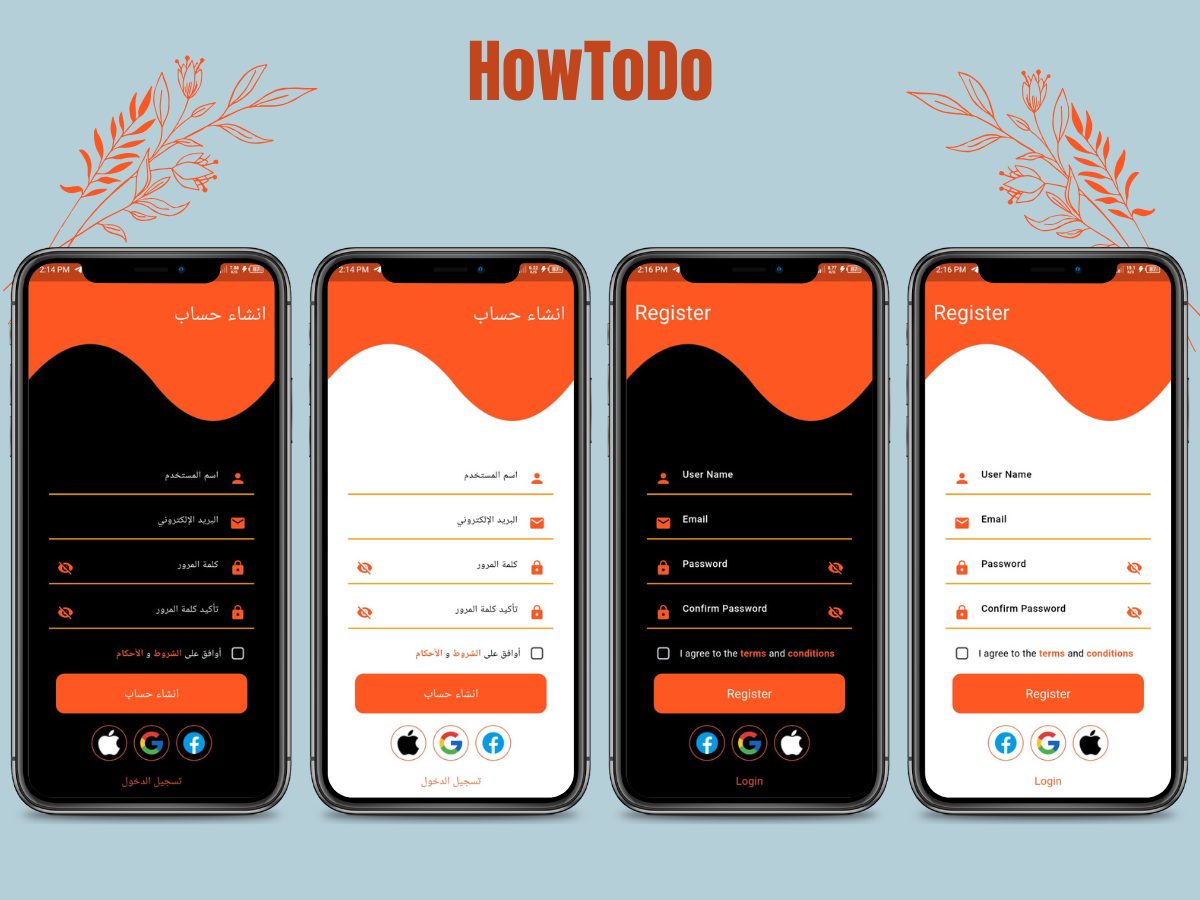 HowToDo
2:14 PM
87
انشاء حساب
اسم المستخدم
البريد الإلكتروني
كلمة المرور
تأكيد كلمة المرور
أوافق على الشروط و الأحكام
انشاء حساب
تسجيل الدخول
2:14 PM
87
انشاء حساب
اسم المستخدم
البريد الإلكتروني
كلمة المرور
تأكيد كلمة المرور
أوافق على الشروط و الأحكام
انشاء حساب
تسجيل الدخول
2:16 PM
87
Register
User Name
Email
Password
Confirm Password
I agree to the terms and conditions
Register
Login
2:16 PM
87
Register
User Name
Email
Password
Confirm Password
I agree to the terms and conditions
Register
Login